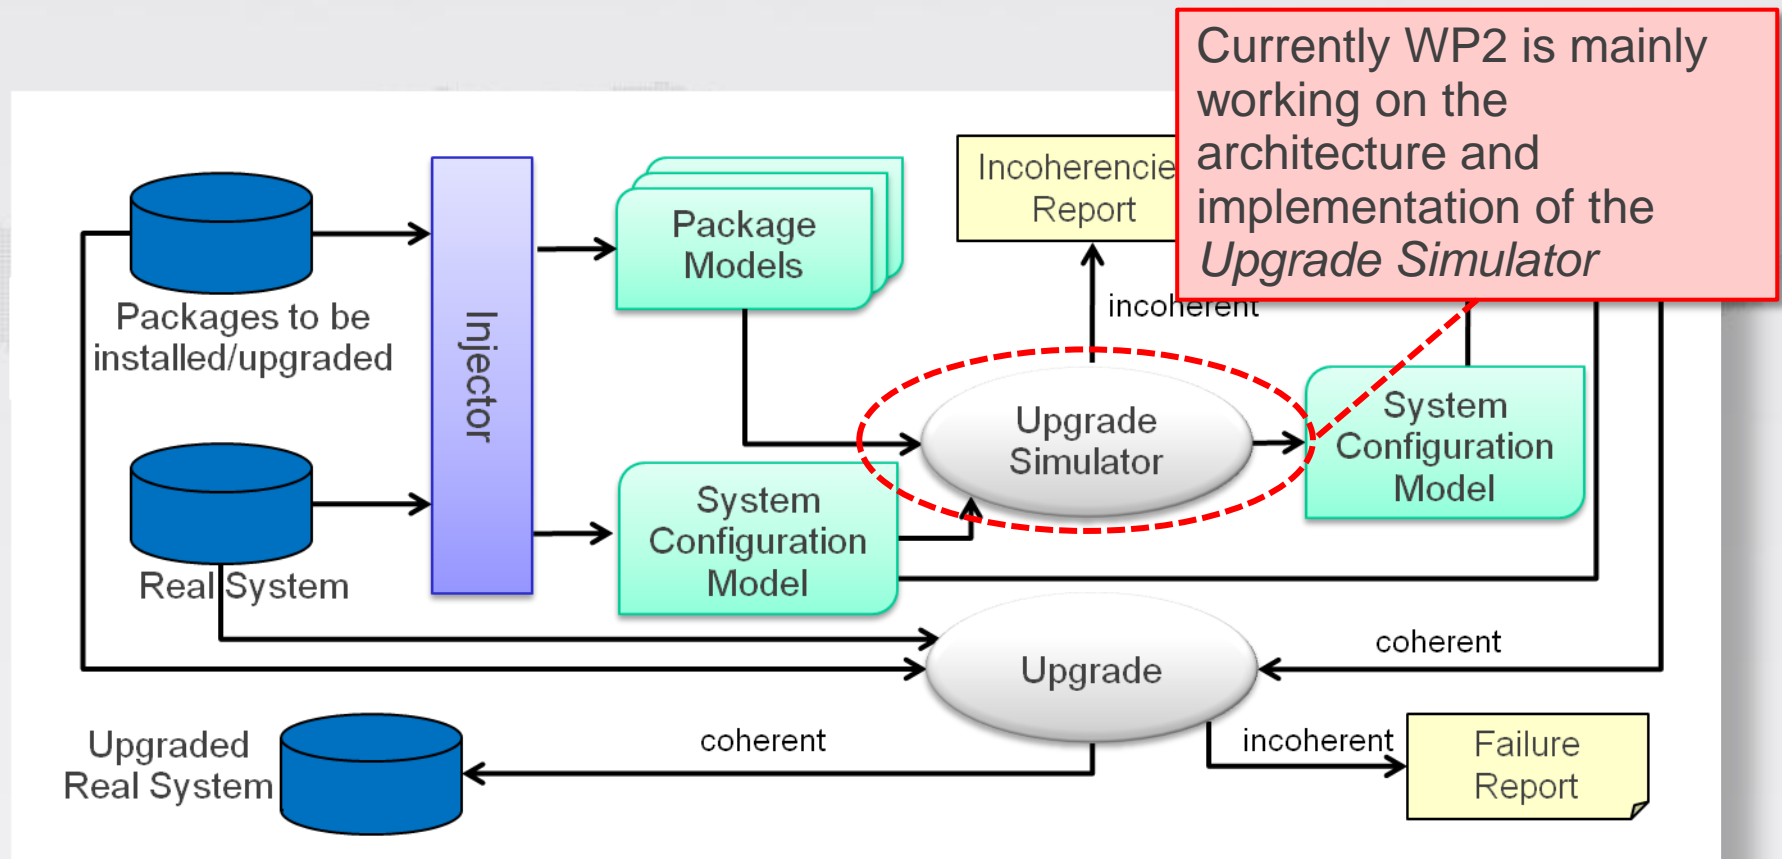 Currently WP2 is mainly
working on the
architecture and
implementation of the
Upgrade Simulator
Incoherencie
Report
Package
Models
Packages to be
installed/upgraded
Injector
incoherent
Upgrade
Simulator
System
Configuration
Model
System
Configuration
Model
Real System
coherent
Upgrade
Upgraded
Real System
coherent
incoherent
Failure
Report